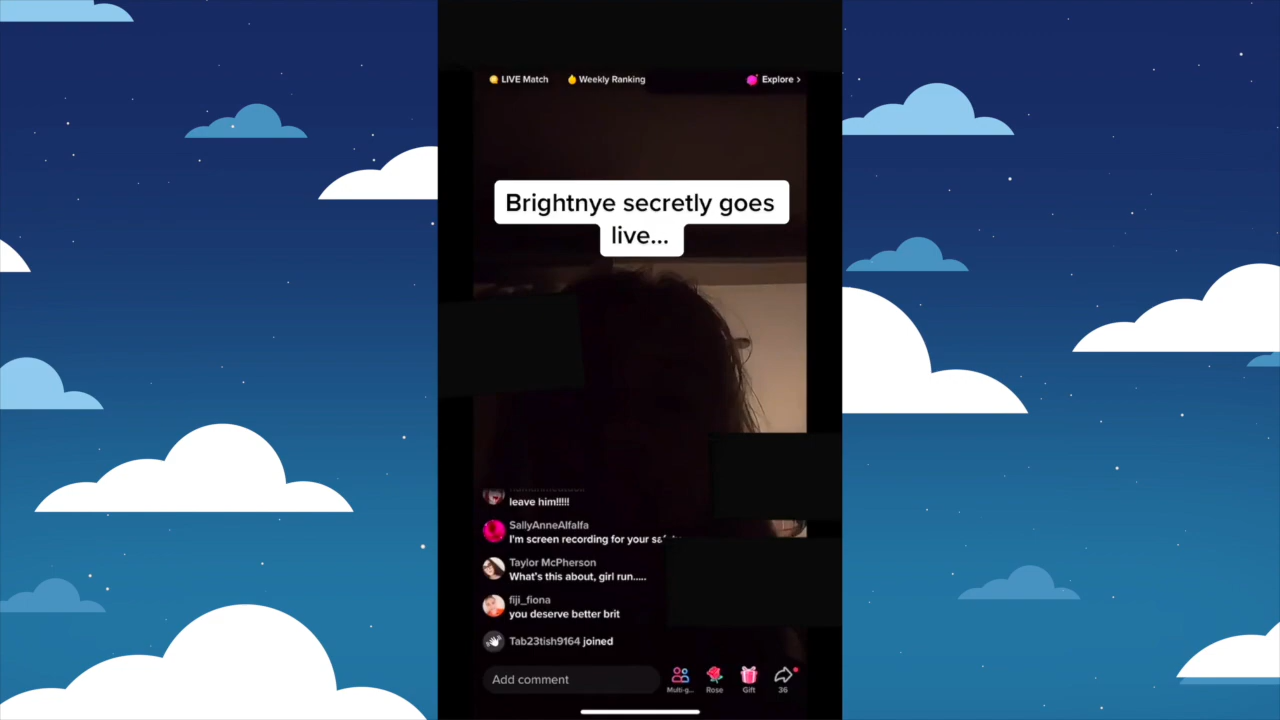 LIVE Match
Weekly Ranking
Explore >
Brightnye secretly goes
live...
leave him!!!!!
SallyAnneAlfalfa
I'm screen recording for your
Taylor McPherson
What's this about, girl run.....
fiji_fiona
you deserve better brit
Tab23tish9164 joined
Add comment
Multi-g...
Rose
Gift
36